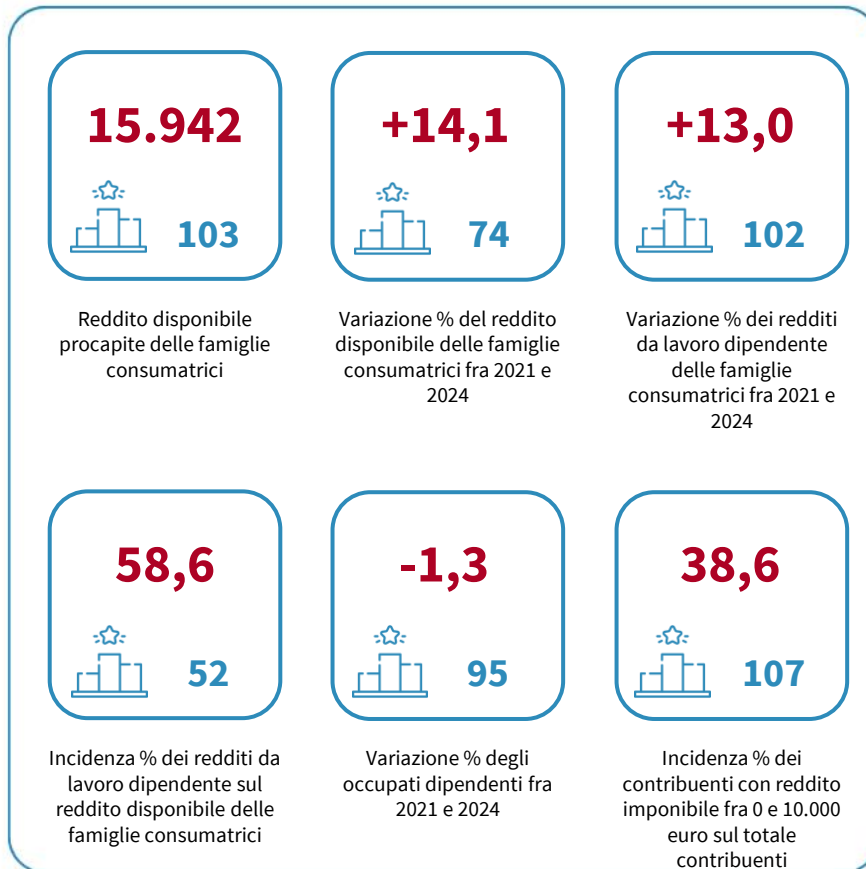 15.942
103
Reddito disponibile
procapite delle famiglie
consumatrici
+14,1
74
Variazione % del reddito
disponibile delle famiglie
consumatrici fra 2021 e
2024
+13,0
102
Variazione % dei redditi
da lavoro dipendente
delle famiglie
consumatrici fra 2021 e
2024
58,6
52
Incidenza % dei redditi da
lavoro dipendente sul
reddito disponibile delle
famiglie consumatrici
-1,3
95
Variazione % degli
occupati dipendenti fra
2021 e 2024
38,6
107
Incidenza % dei
contribuenti con reddito
imponibile fra 0 e 10.000
euro sul totale
contribuenti